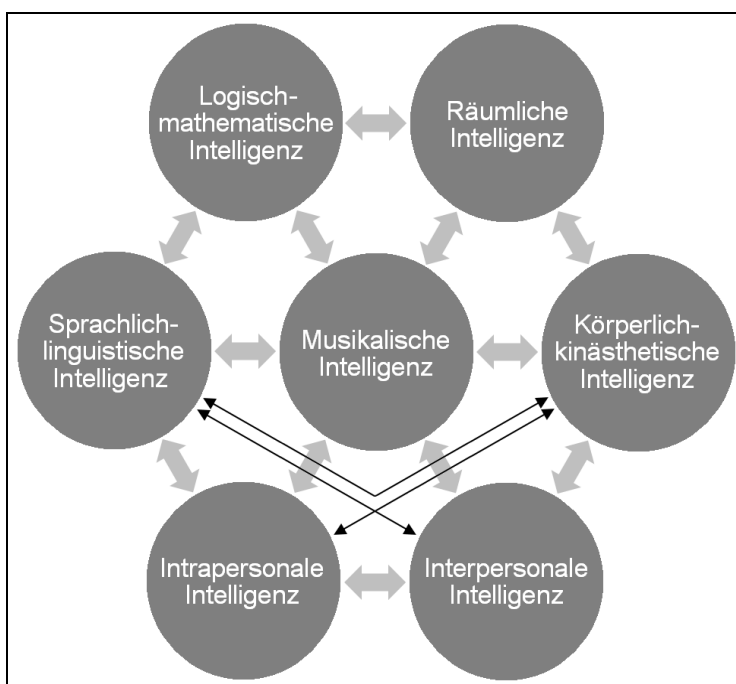 Logisch-
mathematische
Intelligenz
Räumliche
Intelligenz
Sprachlich-
linguistische
Intelligenz
Musikalische
Intelligenz
Körperlich-
kinästhetische
Intelligenz
Intrapersonale
Intelligenz
Interpersonale
Intelligenz